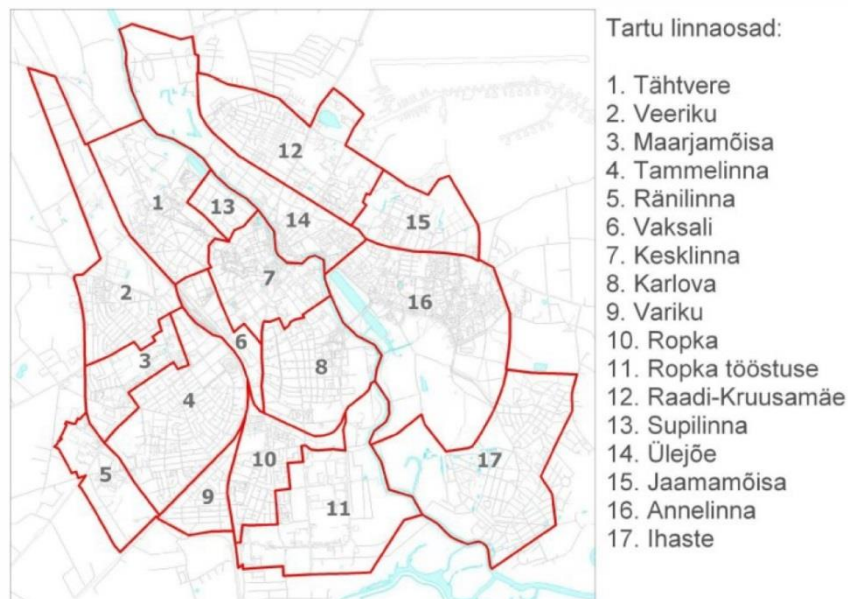 Tartu linnaosad:
1. Tähtvere
2. Veeriku
3. Maarjamõisa
4. Tammelinna
5. Ränilinna
6. Vaksali
7. Kesklinna
8. Karlova
9. Variku
10. Ropka
11. Ropka tööstuse
12. Raadi-Kruusamäe
13. Supilinna
14. Ülejõe
15. Jaamamõisa
16. Annelinna
17. Ihaste
12
1
13
14
15
7
16
2
6
3
8
4
17
10
5
9
11